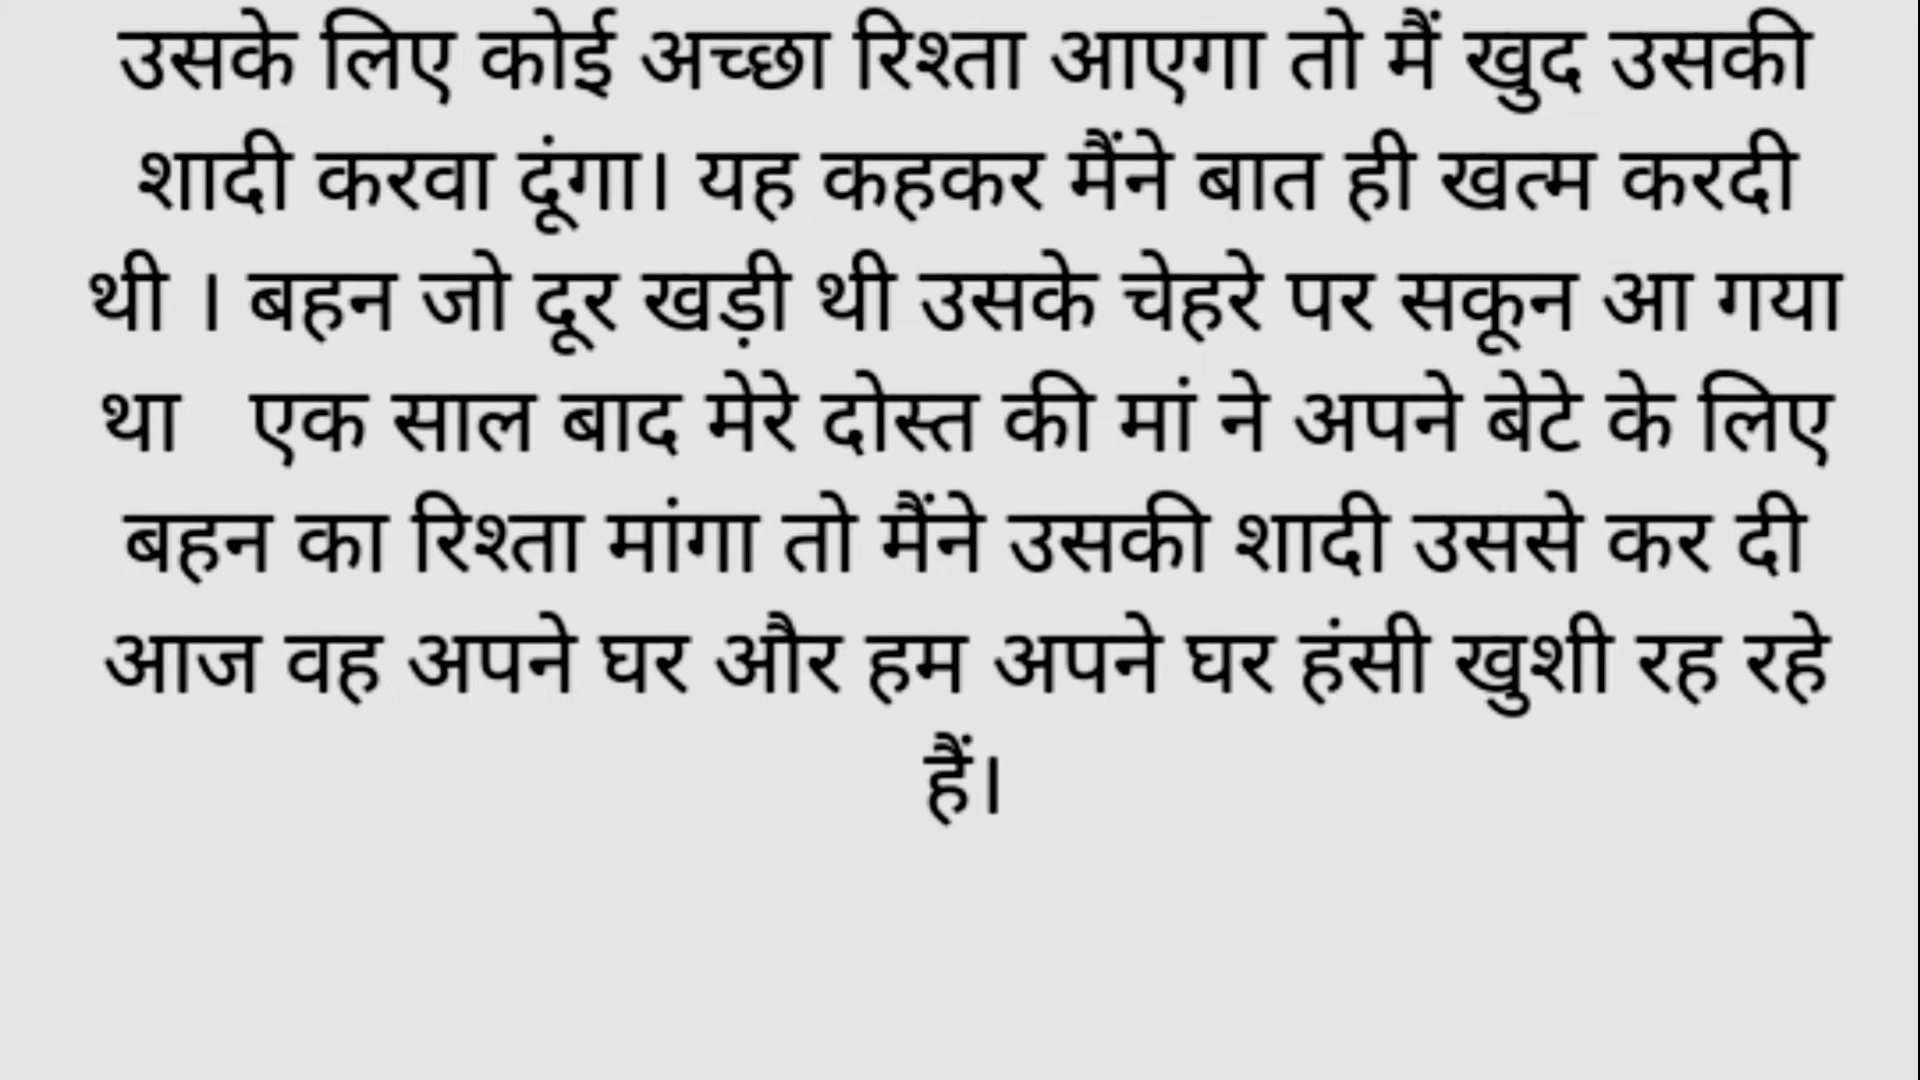 उसके लिए कोई अच्छा रिश्ता आएगा तो मैं खुद उसकी
शादी करवा दूंगा। यह कहकर मैंने बात ही खत्म करदी
थी । बहन जो दूर खड़ी थी उसके चेहरे पर सकून आ गया
था   एक साल बाद मेरे दोस्त की मां ने अपने बेटे के लिए
बहन का रिश्ता मांगा तो मैंने उसकी शादी उससे कर दी
आज वह अपने घर और हम अपने घर हंसी खुशी रह रहे
हैं।